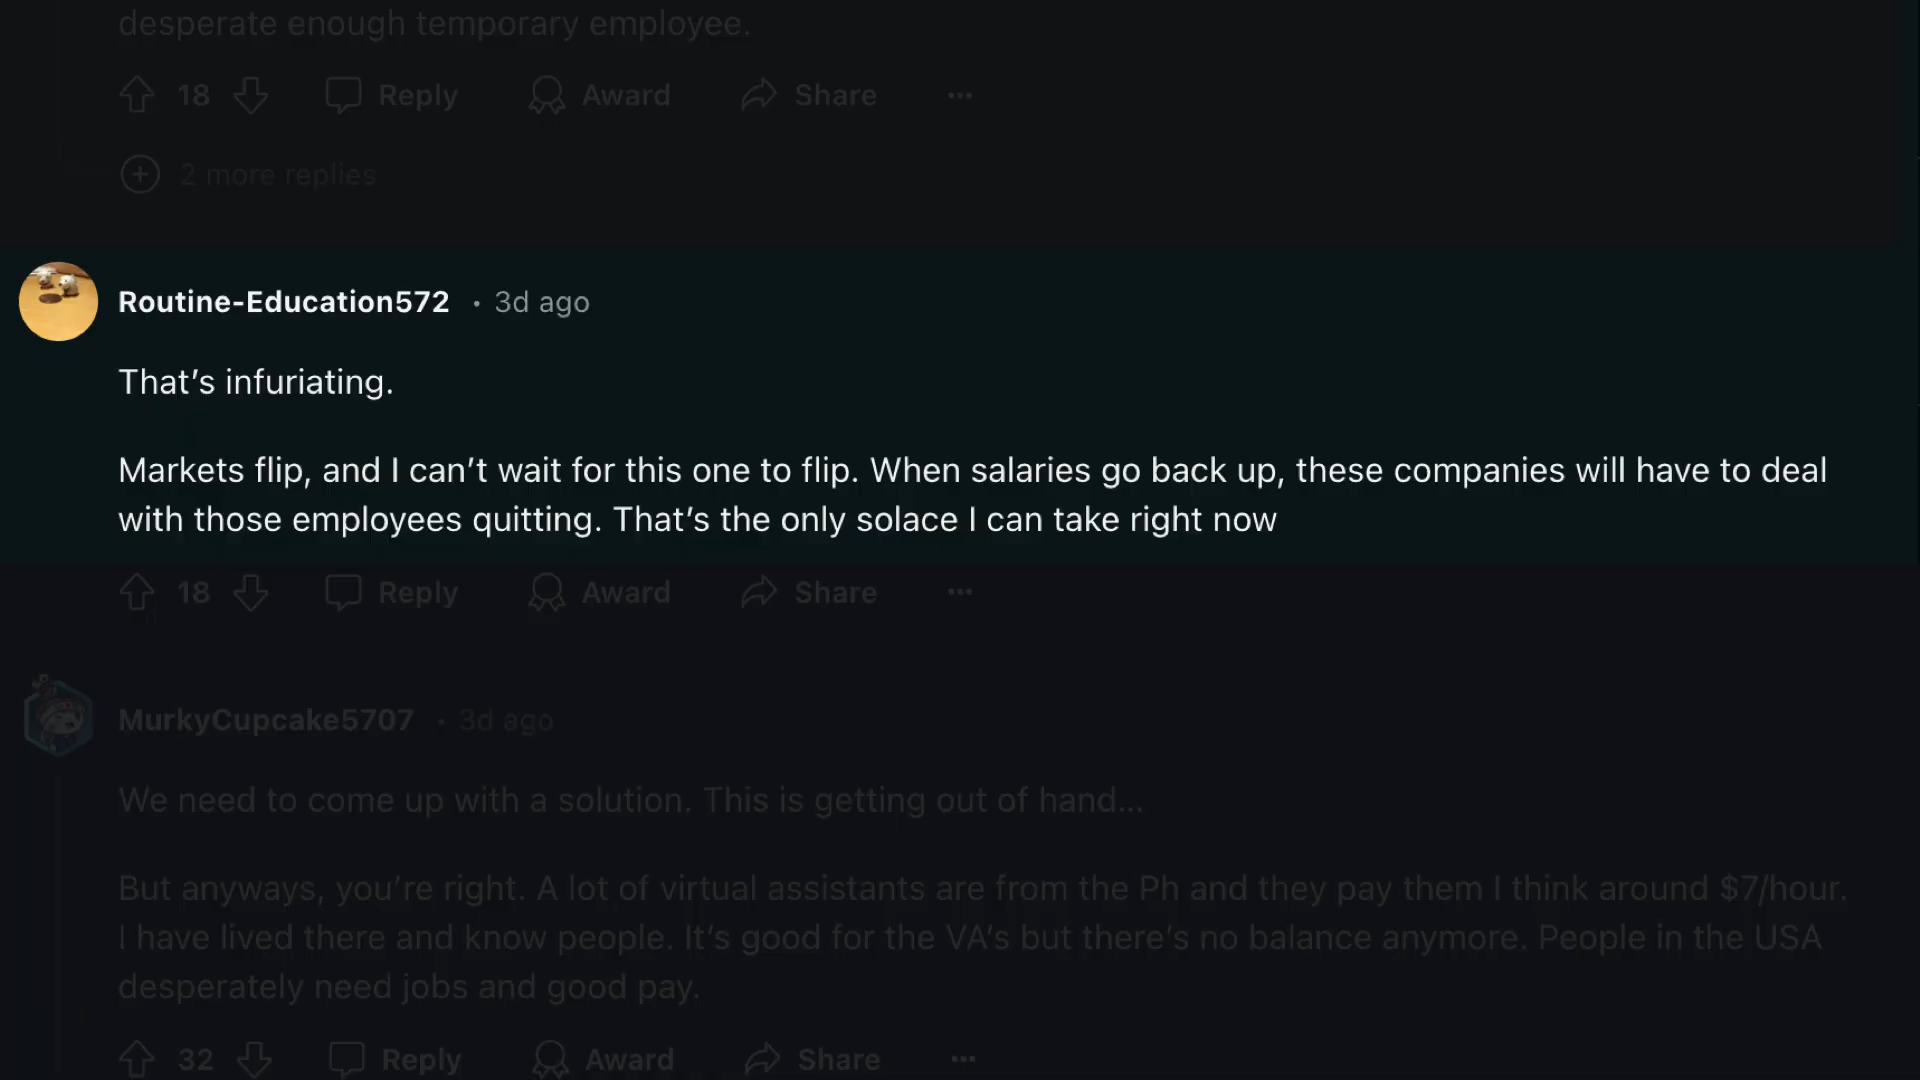 desperate enough temporary employee.
18 Reply Award Share ...
2 more replies
Routine-Education572 • 3d ago
That’s infuriating.
Markets flip, and I can’t wait for this one to flip. When salaries go back up, these companies will have to deal
with those employees quitting. That’s the only solace I can take right now
18 Reply Award Share ...
MurkyCupcake5707 • 3d ago
We need to come up with a solution. This is getting out of hand...
But anyways, you’re right. A lot of virtual assistants are from the Ph and they pay them I think around $7/hour.
I have lived there and know people. It’s good for the VA’s but there’s no balance anymore. People in the USA
desperately need jobs and good pay.
32 Reply Award Share ...